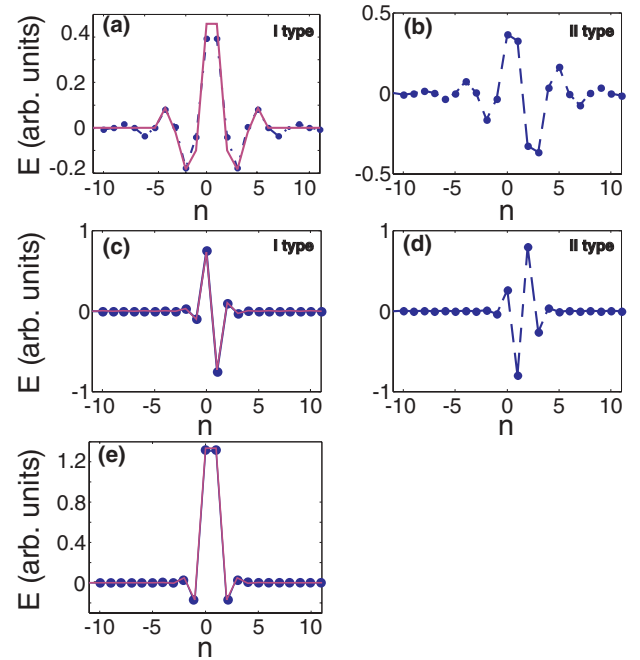 (a) I type
E (arb. units)
0.4
0.2
0
-0.2
-10 -5 0 5 10
n
(b) II type
0.5
0
-0.5
-10 -5 0 5 10
n
(c) I type
E (arb. units)
1
0
-1
-10 -5 0 5 10
n
(d) II type
1
0
-1
-10 -5 0 5 10
n
(e)
E (arb. units)
1.2
0.8
0.4
0
-10 -5 0 5 10
n